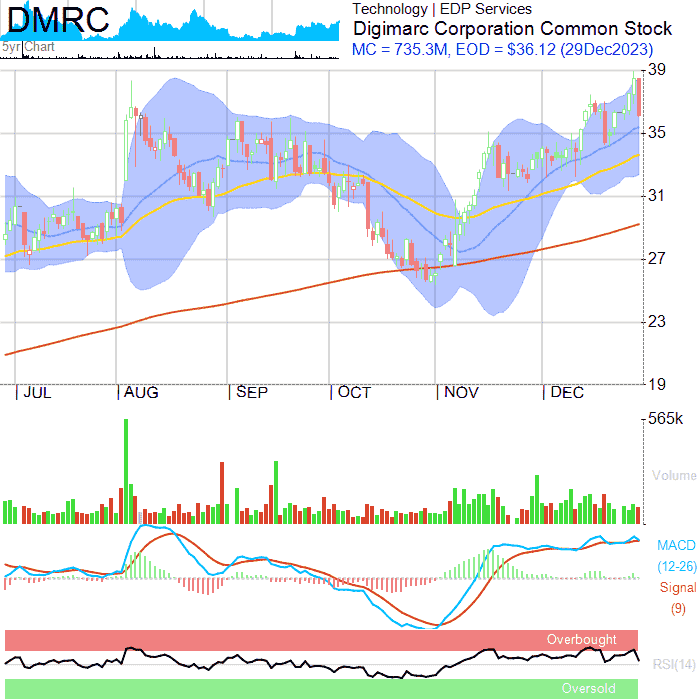 DMRC
5yr Chart
Technology | EDP Services
Digimarc Corporation Common Stock
MC = 735.3M, EOD = $36.12 (29Dec2023)
39
35
31
27
23
19
JUL AUG SEP OCT NOV DEC
565k
Volume
MACD
(12-26)
Signal
(9)
Overbought
RSI(14)
Oversold